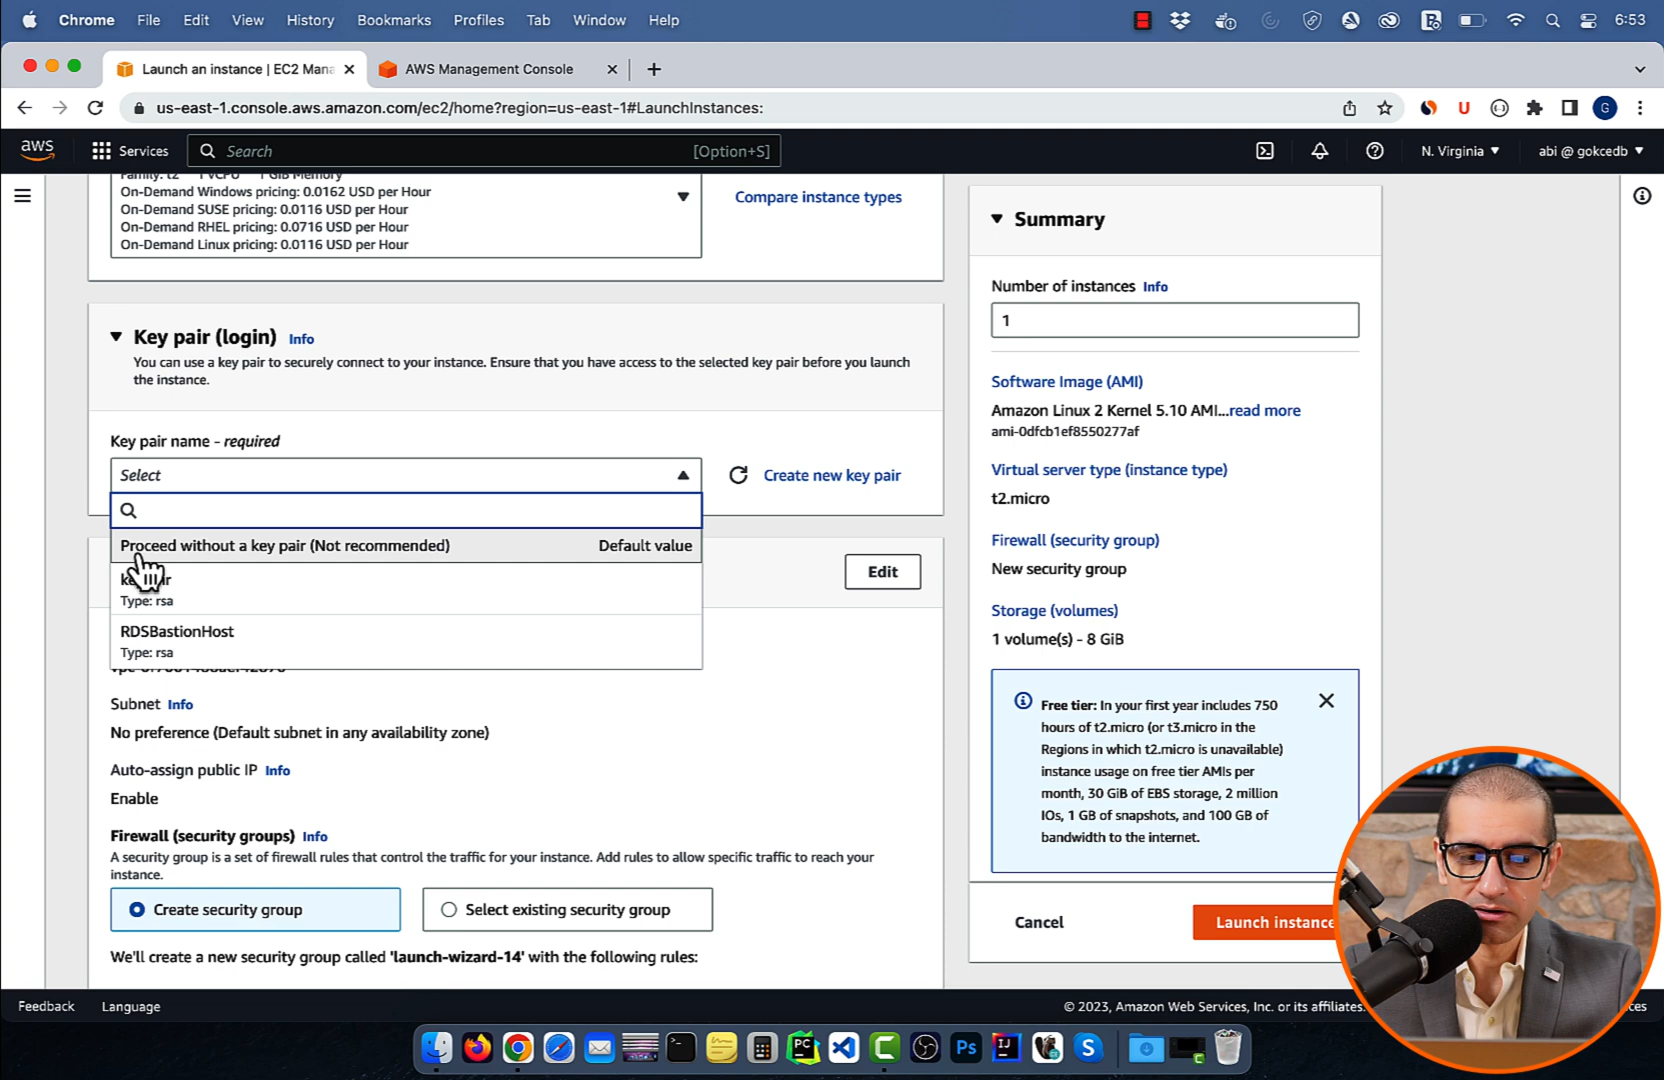 Chrome File Edit View History Bookmarks Profiles Tab Window Help 6:53
Launch an instance | EC2 Mana AWS Management Console
us-east-1.console.aws.amazon.com/ec2/home?region=us-east-1#LaunchInstances: U G
aws Services Search [Option+S] N. Virginia abi @ gokcedb
Family: t2 1 vCPU 1 GiB Memory
On-Demand Windows pricing: 0.0162 USD per Hour
On-Demand SUSE pricing: 0.0116 USD per Hour
On-Demand RHEL pricing: 0.0716 USD per Hour
On-Demand Linux pricing: 0.0116 USD per Hour
Compare instance types
Key pair (login) Info
You can use a key pair to securely connect to your instance. Ensure that you have access to the selected key pair before you launch
the instance.
Key pair name - required
Select
Create new key pair
Proceed without a key pair (Not recommended) Default value
Type: rsa
RDSBastionHost
Type: rsa
Edit
Subnet Info
No preference (Default subnet in any availability zone)
Auto-assign public IP Info
Enable
Firewall (security groups) Info
A security group is a set of firewall rules that control the traffic for your instance. Add rules to allow specific traffic to reach your
instance.
Create security group Select existing security group
We'll create a new security group called 'launch-wizard-14' with the following rules:
Summary
Number of instances Info
1
Software Image (AMI)
Amazon Linux 2 Kernel 5.10 AMI...read more
ami-0dfcb1ef8550277af
Virtual server type (instance type)
t2.micro
Firewall (security group)
New security group
Storage (volumes)
1 volume(s) - 8 GiB
Free tier: In your first year includes 750
hours of t2.micro (or t3.micro in the
Regions in which t2.micro is unavailable)
instance usage on free tier AMIs per
month, 30 GiB of EBS storage, 2 million
IOs, 1 GB of snapshots, and 100 GB of
bandwidth to the internet.
Cancel Launch instance
Feedback Language © 2023, Amazon Web Services, Inc. or its affiliates.
PC Ps IJ S